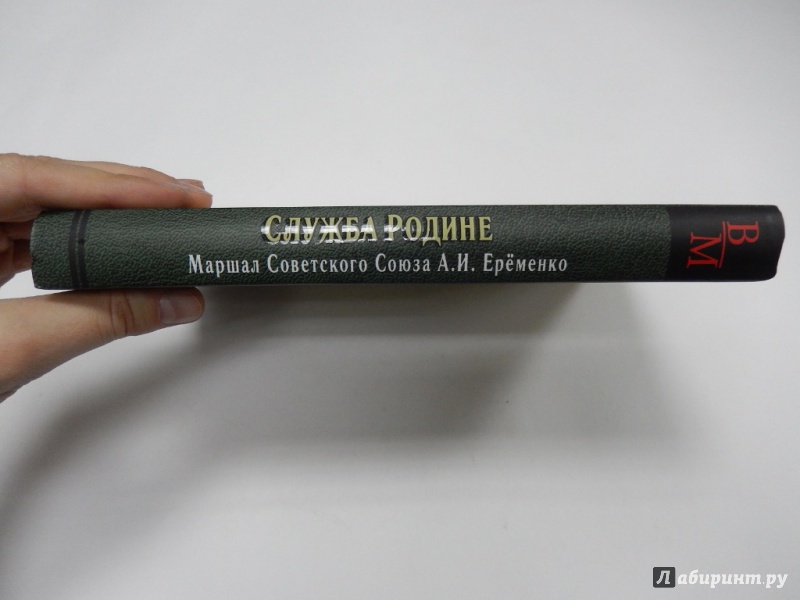 Служба Родине
Маршал Советского Союза А.И. Ерёменко
В
М
Лабиринт.ру